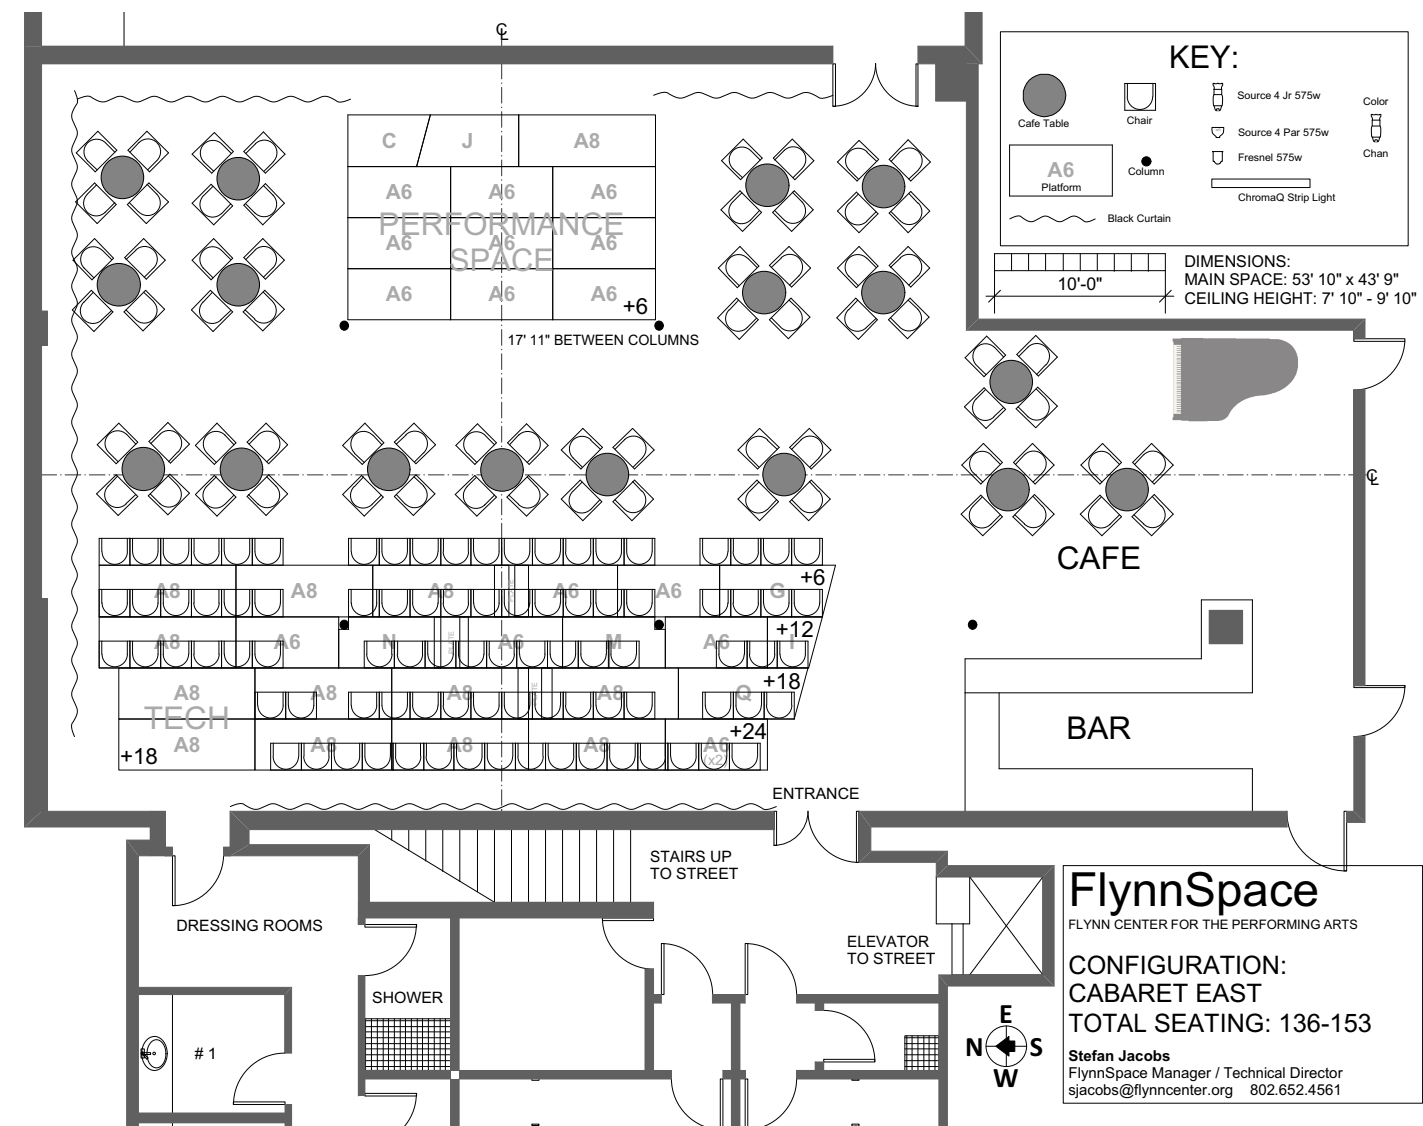 ℄
KEY:
Cafe Table
Chair
Source 4 Jr 575w
Source 4 Par 575w
Fresnel 575w
Color
Chan
A6
Platform
Column
ChromaQ Strip Light
Black Curtain
10'-0"
DIMENSIONS:
MAIN SPACE: 53' 10" x 43' 9"
CEILING HEIGHT: 7' 10" - 9' 10"
C J A8
A6 A6 A6
PERFORMANCE
A6 A6 A6
SPACE
A6 A6 A6 +6
17' 11" BETWEEN COLUMNS
℄
CAFE
A8 A8 A8 A6 A6 G +6
A8 A6 N A6 M A6 I +12
A8 A8 A8 A8 Q +18
TECH
+18 A8 A8 A8 A8 A6 +24
(x2)
BAR
ENTRANCE
STAIRS UP
TO STREET
DRESSING ROOMS
ELEVATOR
TO STREET
SHOWER
# 1
E
N S
W
FlynnSpace
FLYNN CENTER FOR THE PERFORMING ARTS
CONFIGURATION:
CABARET EAST
TOTAL SEATING: 136-153
Stefan Jacobs
FlynnSpace Manager / Technical Director
sjacobs@flynncenter.org 802.652.4561